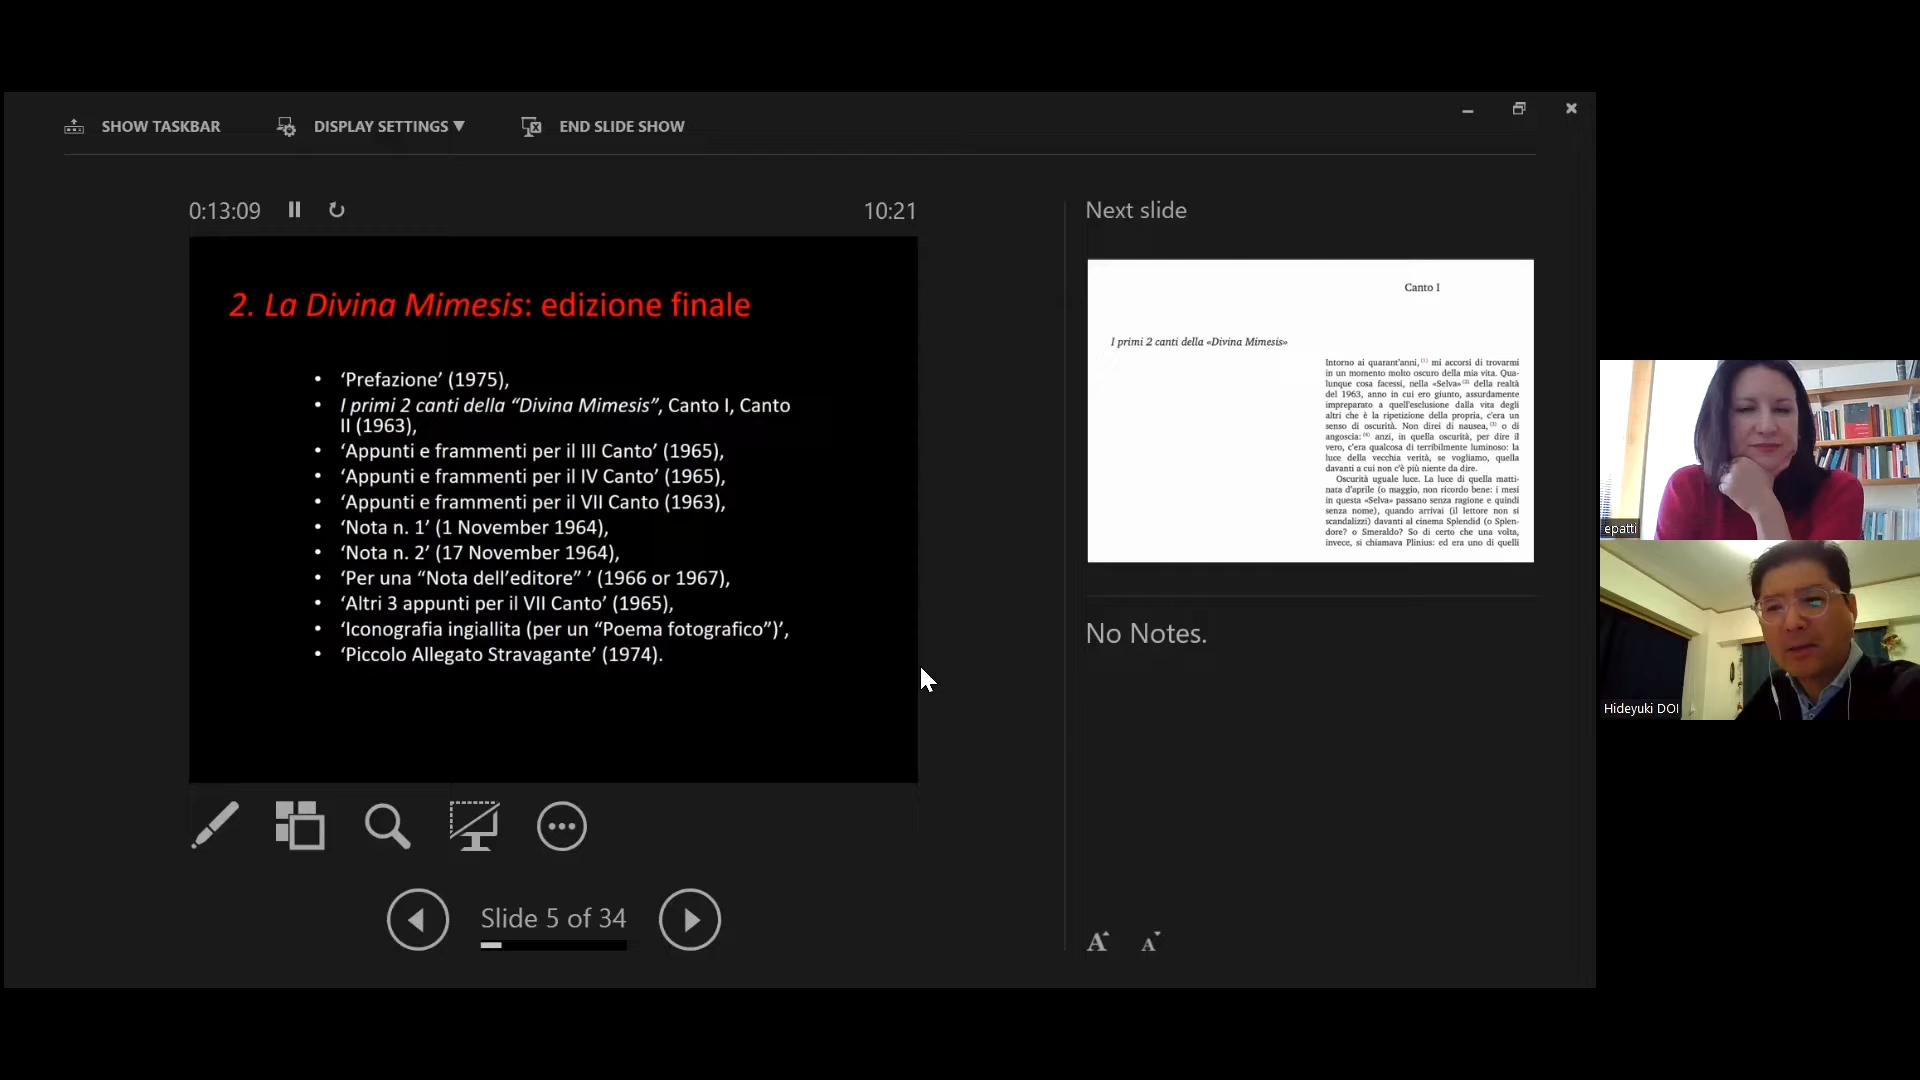 SHOW TASKBAR
DISPLAY SETTINGS ▼
END SLIDE SHOW
0:13:09
10:21
Next slide
2. La Divina Mimesis: edizione finale
• ‘Prefazione’ (1975),
• I primi 2 canti della “Divina Mimesis”, Canto I, Canto
II (1963),
• ‘Appunti e frammenti per il III Canto’ (1965),
• ‘Appunti e frammenti per il IV Canto’ (1965),
• ‘Appunti e frammenti per il VII Canto (1963),
• ‘Nota n. 1’ (1 November 1964),
• ‘Nota n. 2’ (17 November 1964),
• ‘Per una “Nota dell’editore” ’ (1966 or 1967),
• ‘Altri 3 appunti per il VII Canto’ (1965),
• ‘Iconografia ingiallita (per un “Poema fotografico”)’,
• ‘Piccolo Allegato Stravagante’ (1974).
Canto I
I primi 2 canti della «Divina Mimesis»
Intorno ai quarant'anni,(1) mi accorsi di trovarmi
in un momento molto oscuro della mia vita. Qua-
lunque cosa facessi, nella «Selva»(2) della realtà
del 1963, anno in cui ero giunto, assurdamente
impreparato a quell'esclusione dalla vita degli
altri che è la ripetizione della propria, c'era un
senso di oscurità. Non direi di nausea,(3) o di
angoscia:(4) anzi, in quella oscurità, per dire il
vero, c'era qualcosa di terribilmente luminoso: la
luce della vecchia verità, se vogliamo, quella
davanti a cui non c'è più niente da dire.
Oscurità uguale luce. La luce di quella matti-
nata d'aprile (o maggio, non ricordo bene: i mesi
in questa «Selva» passano senza ragione e quindi
senza nome), quando arrivai (il lettore non si
scandalizzi) davanti al cinema Splendid (o Splen-
dore? o Smeraldo? So di certo che una volta,
invece, si chiamava Plinius: ed era uno di quelli
No Notes.
Slide 5 of 34
A A
epatti
Hideyuki DOI